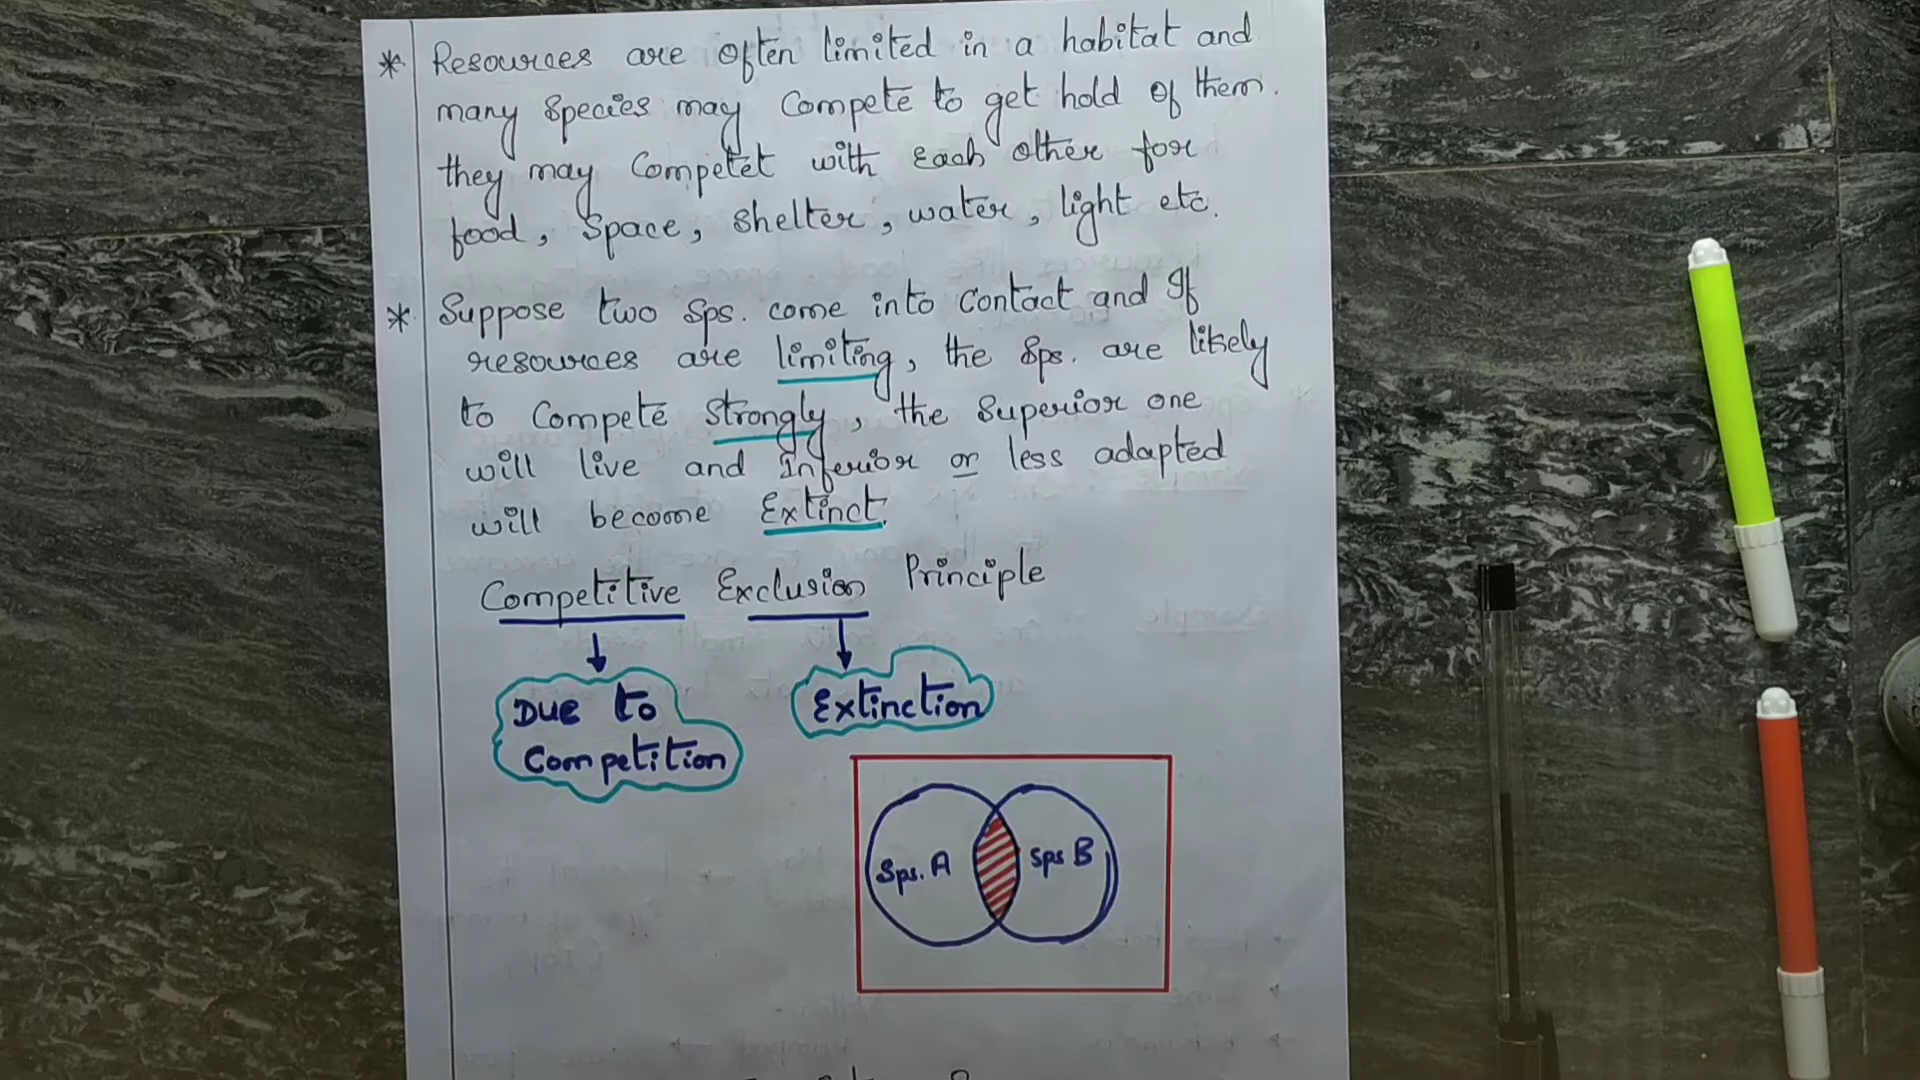 * Resources are often limited in a habitat and
many species may compete to get hold of them.
they may competet with each other for
food, Space, shelter, water, light etc.
* Suppose two sps. come into contact and If
resources are limiting, the sps. are likely
to compete strongly, the superior one
will live and Inferior or less adapted
will become Extinct.
Competitive Exclusion Principle
Due to
Competition
Extinction
Sps. A
Sps B